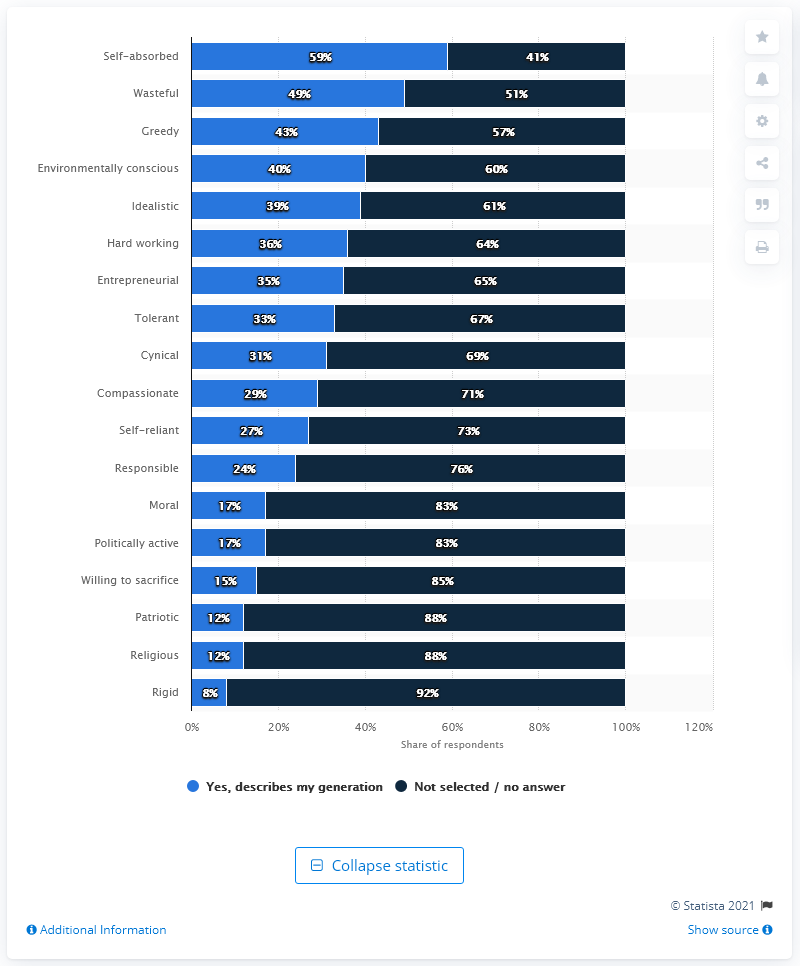 Self-absorbed 59% 41%
Wasteful 49% 51%
Greedy 43% 57%
Environmentally conscious 40% 60%
Idealistic 39% 61%
Hard working 36% 64%
Entrepreneurial 35% 65%
Tolerant 33% 67%
Cynical 31% 69%
Compassionate 29% 71%
Self-reliant 27% 73%
Responsible 24% 76%
Moral 17% 83%
Politically active 17% 83%
Willing to sacrifice 15% 85%
Patriotic 12% 88%
Religious 12% 88%
Rigid 8% 92%
0% 20% 40% 60% 80% 100% 120%
Share of respondents
Yes, describes my generation Not selected / no answer
Collapse statistic
© Statista 2021
Additional Information Show source